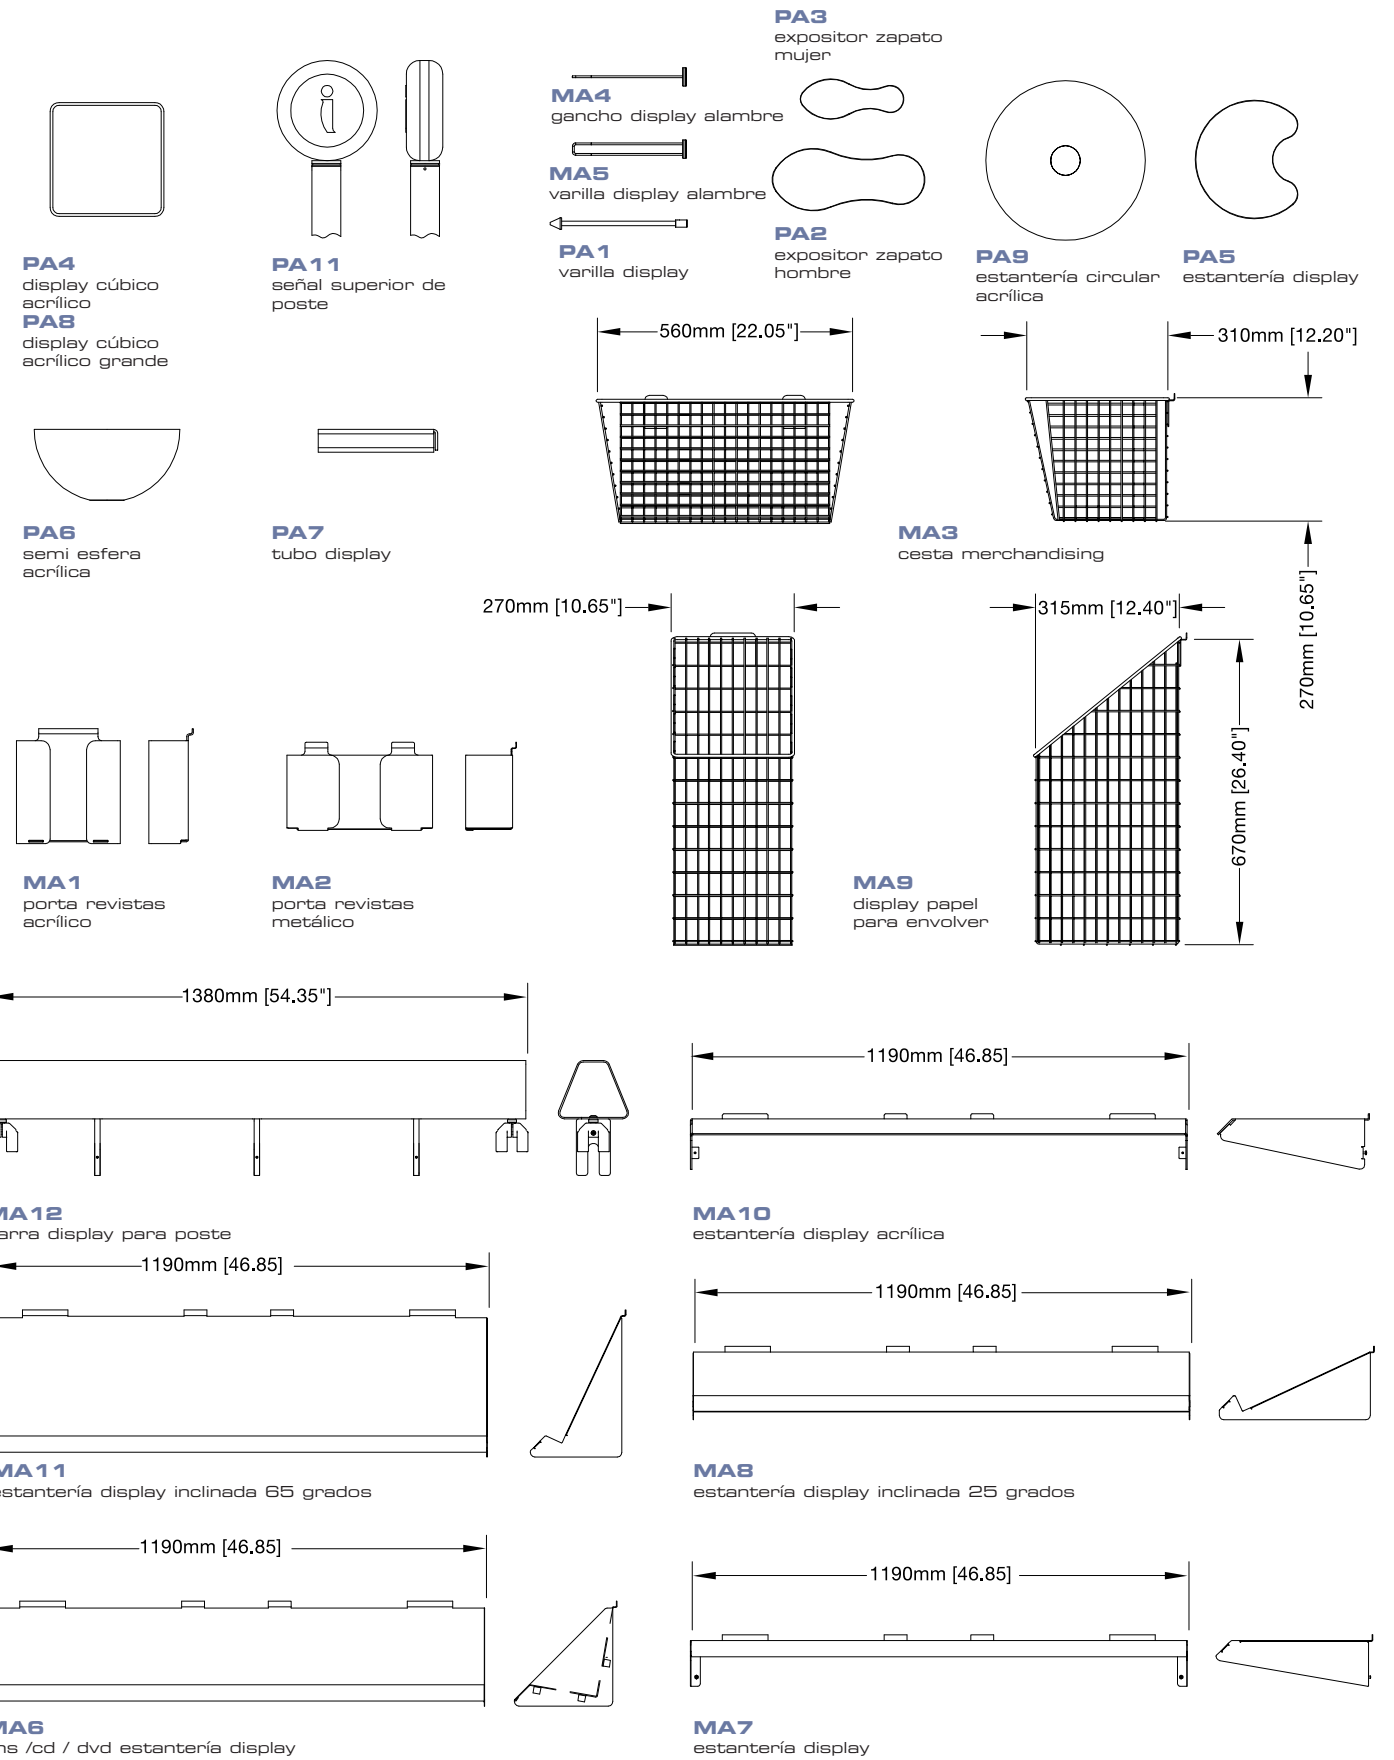 PA3
expositor zapato
mujer
MA4
gancho display alambre
MA5
varilla display alambre
PA1
varilla display
PA2
expositor zapato
hombre
PA4
display cúbico
acrílico
PA8
display cúbico
acrílico grande
PA11
señal superior de
poste
i
PA9
estantería circular
acrílica
PA5
estantería display
560mm [22.05"]
310mm [12.20"]
PA6
semi esfera
acrílica
PA7
tubo display
MA3
cesta merchandising
270mm [10.65"]
270mm [10.65"]
315mm [12.40"]
670mm [26.40"]
MA1
porta revistas
acrílico
MA2
porta revistas
metálico
MA9
display papel
para envolver
1380mm [54.35"]
1190mm [46.85]
MA12
arra display para poste
MA10
estantería display acrílica
1190mm [46.85]
1190mm [46.85]
MA11
estantería display inclinada 65 grados
MA8
estantería display inclinada 25 grados
1190mm [46.85]
1190mm [46.85]
MA6
hs /cd / dvd estantería display
MA7
estantería display